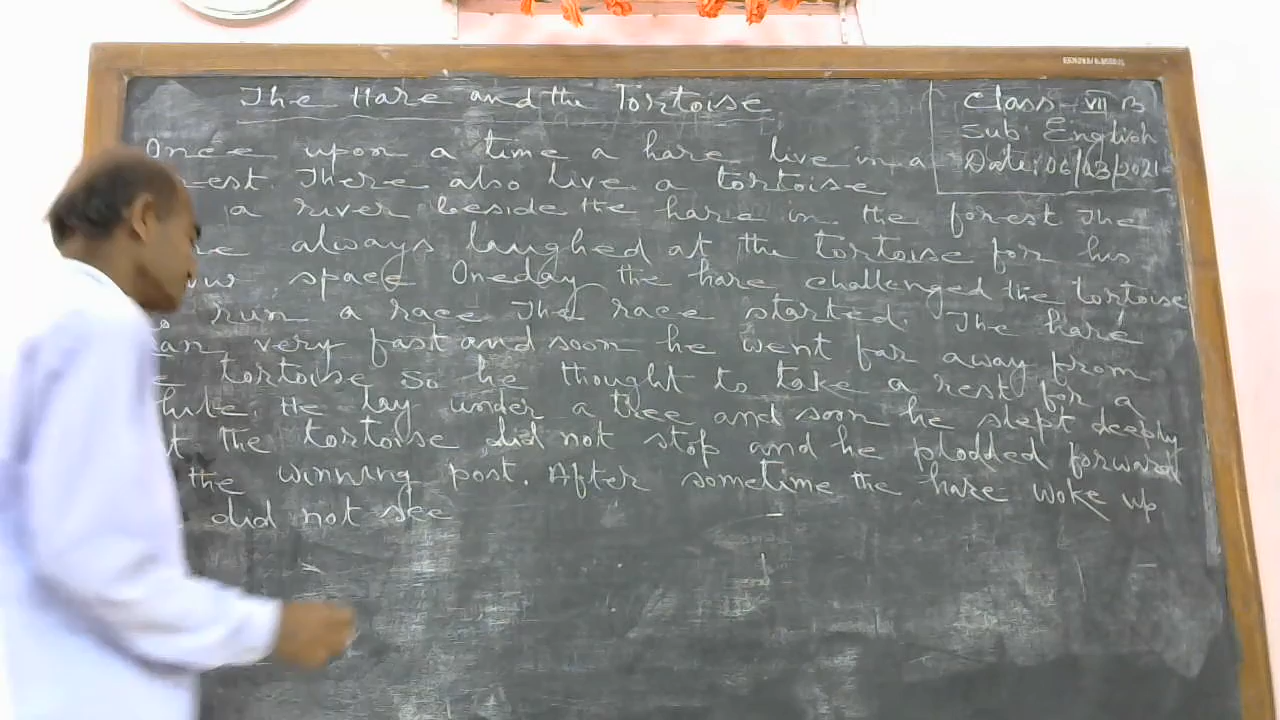 The Hare and the Tortoise
Class - VII B
Sub: English
Date: 06/03/2021
Once upon a time a hare live in a
rest. There also live a tortoise
a river beside the hare in the forest The
always laughed at the tortoise for his
space Oneday the hare challenged the tortoise
run a race The race started. The hare
ran very fast and soon he went far away from
tortoise So he thought to take a rest for a
while. He lay under a tree and soon he slept deeply
the tortoise did not stop and he plodded forward
the winning post. After sometime the hare woke up
did not see